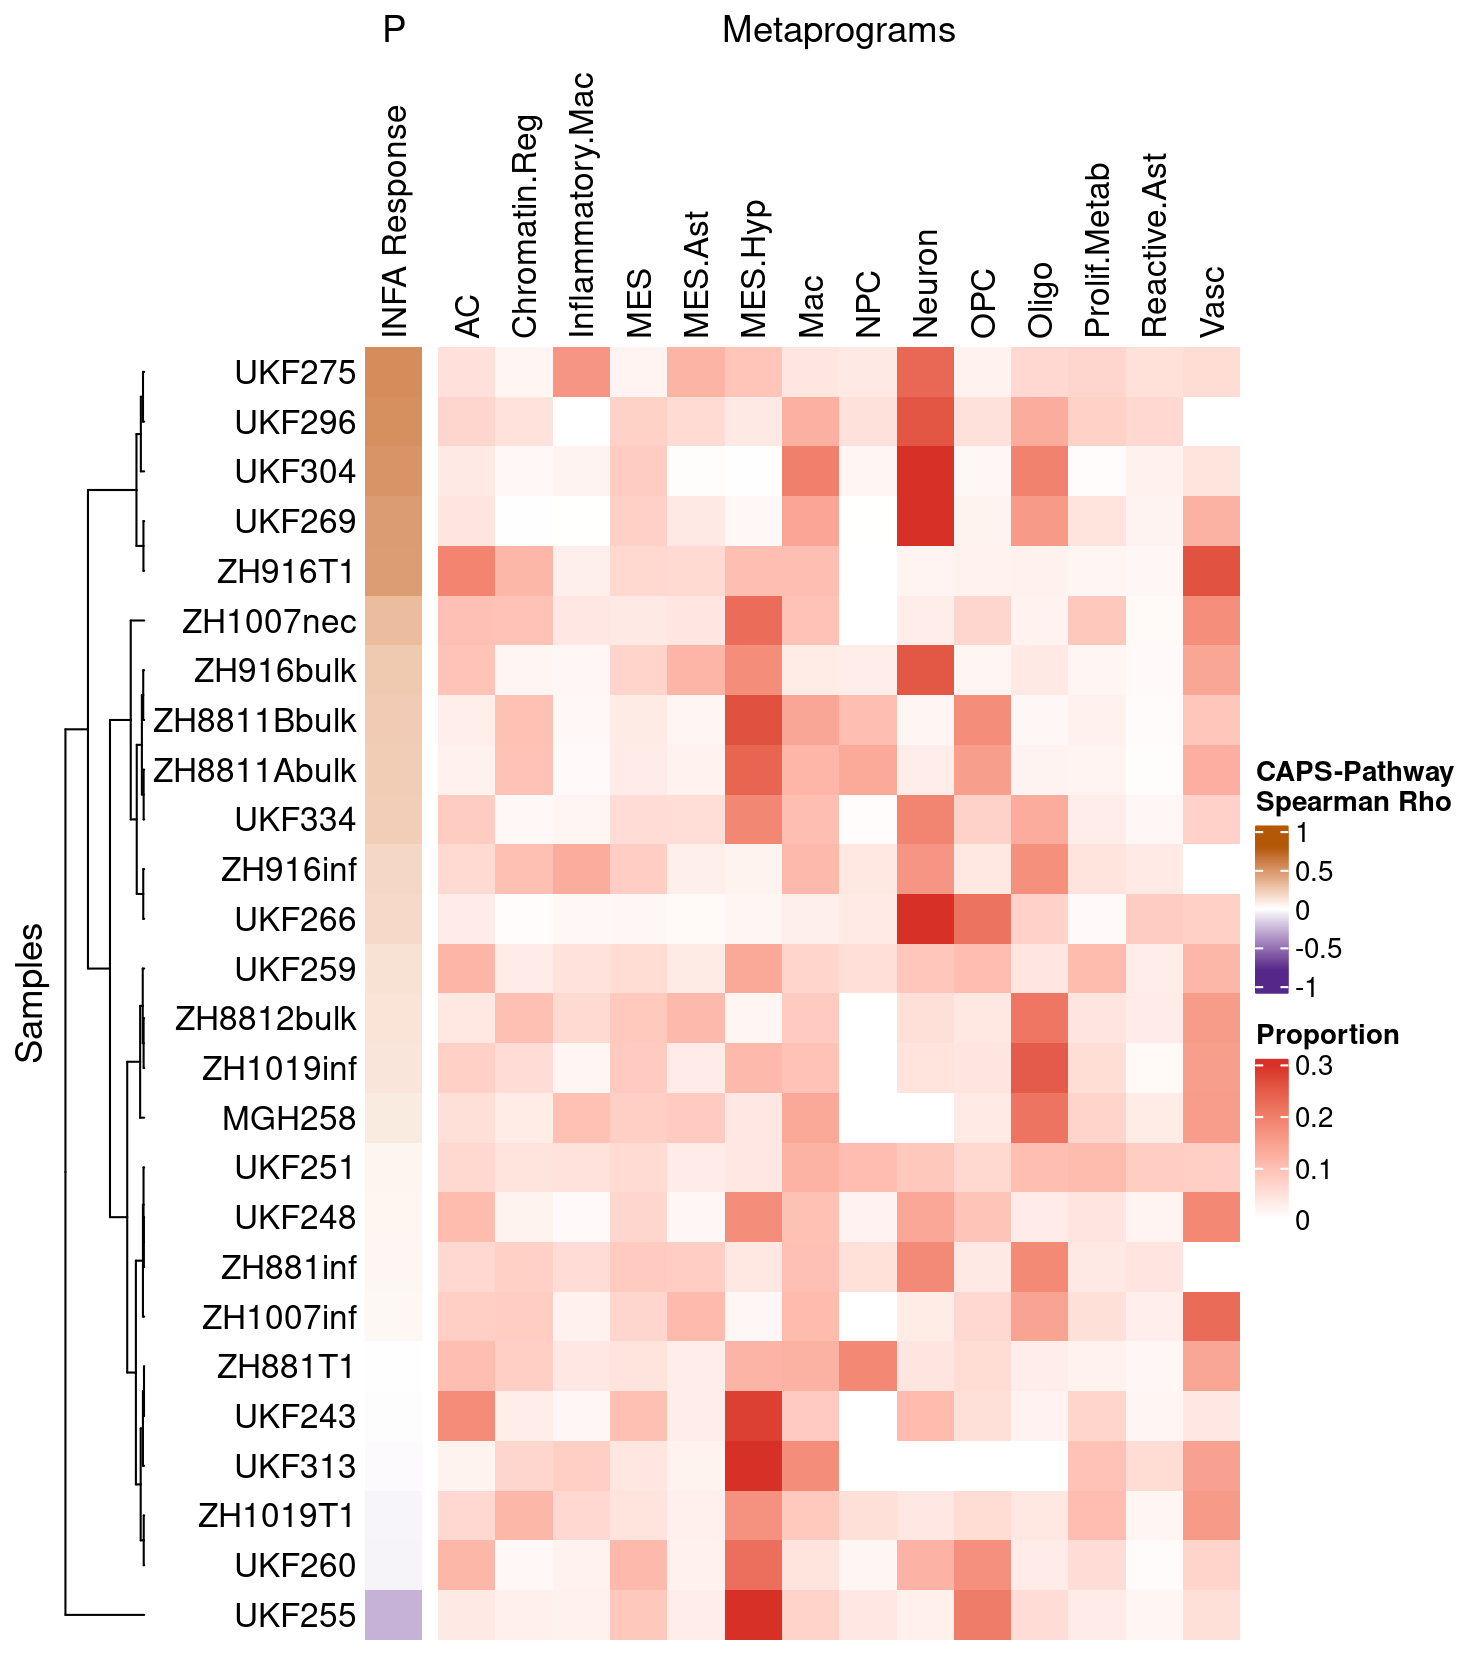 P
Metaprograms
INFA Response
AC
Chromatin.Reg
Inflammatory.Mac
MES
MES.Ast
MES.Hyp
Mac
NPC
Neuron
OPC
Oligo
Prolif.Metab
Reactive.Ast
Vasc
Samples
UKF275
UKF296
UKF304
UKF269
ZH916T1
ZH1007nec
ZH916bulk
ZH8811Bbulk
ZH8811Abulk
UKF334
ZH916inf
UKF266
UKF259
ZH8812bulk
ZH1019inf
MGH258
UKF251
UKF248
ZH881inf
ZH1007inf
ZH881T1
UKF243
UKF313
ZH1019T1
UKF260
UKF255
CAPS-Pathway
Spearman Rho
1
0.5
0
-0.5
-1
Proportion
0.3
0.2
0.1
0